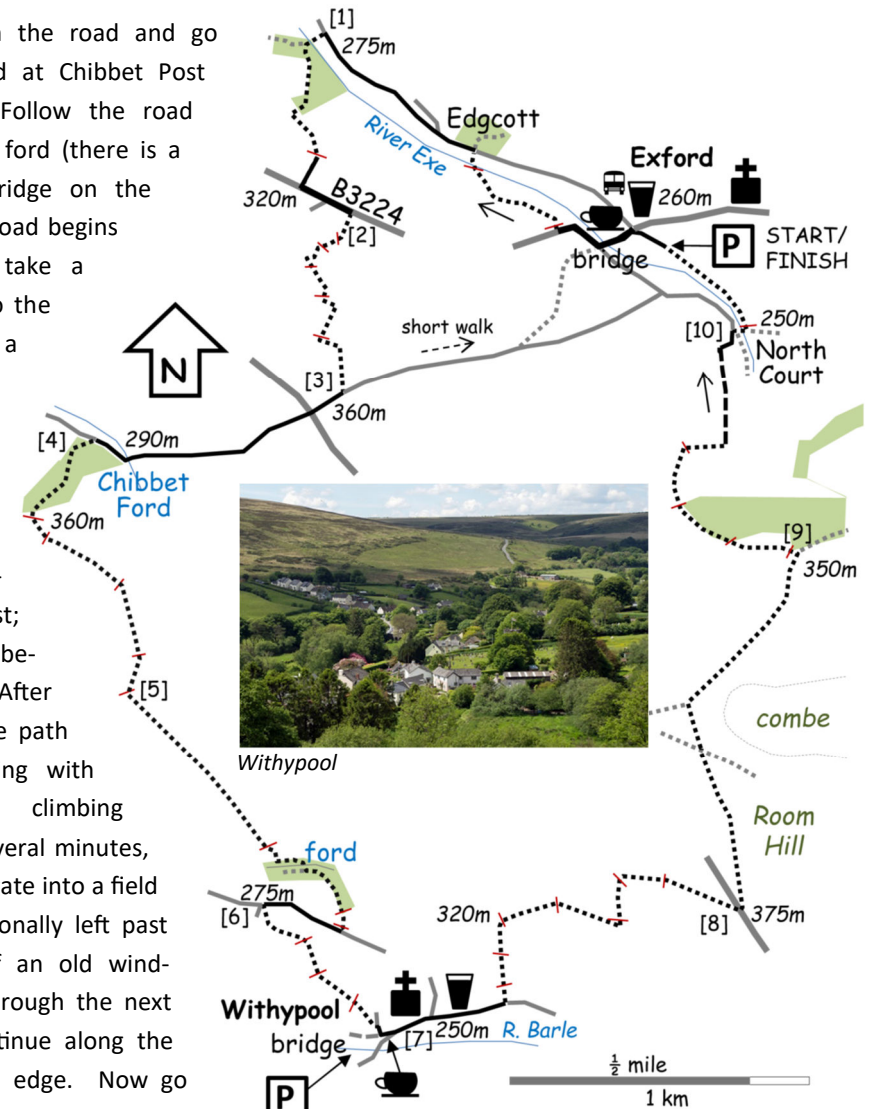 the road and go
at Chibbet Post
Follow the road
ford (there is a
ridge on the
oad begins
take a
the
a
st;
be-
After
path
ng with
climbing
veral minutes,
ate into a field
onally left past
an old wind-
rough the next
tinue along the
edge. Now go
[1]
275m
Edgcott
River Exe
Exford
260m
320m
B3224
[2]
bridge
P
START/
FINISH
250m
[10]
North
Court
short walk
N
[3]
360m
[4]
290m
Chibbet
Ford
360m
[9]
350m
[5]
Withypool
combe
Room
Hill
ford
275m
[6]
320m
[8]
375m
Withypool
bridge
[7]
250m
R. Barle
P
½ mile
1 km